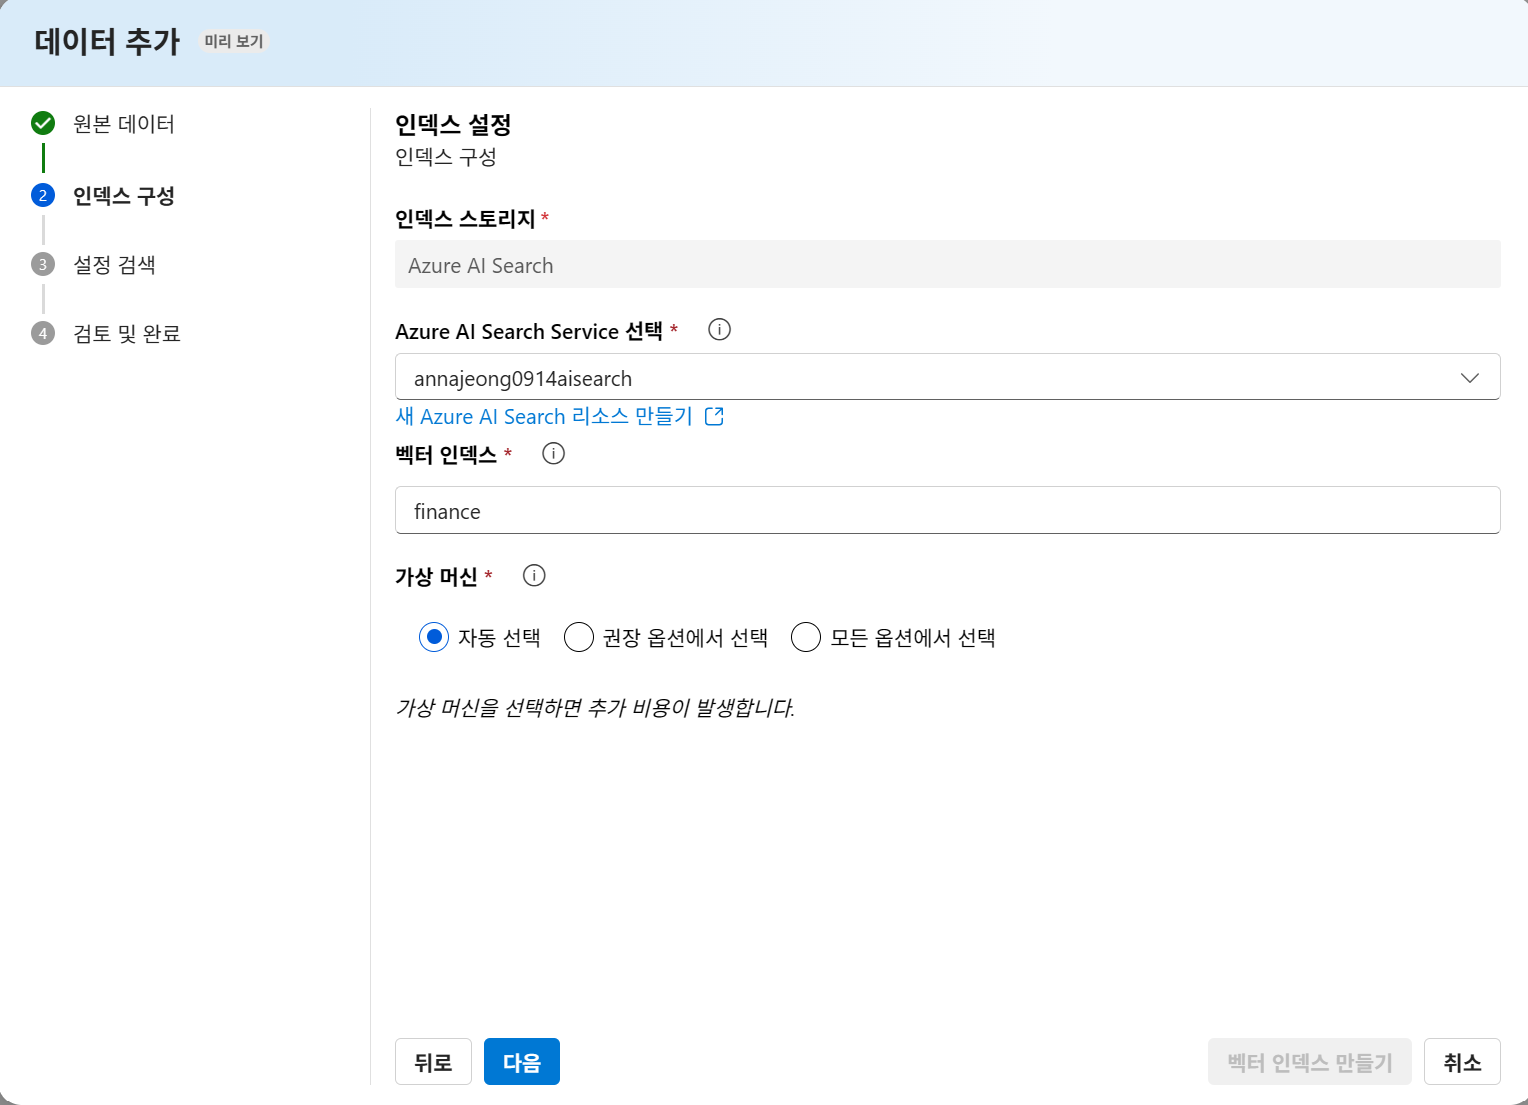 데이터 추가 미리 보기
원본 데이터
2 인덱스 구성
3 설정 검색
4 검토 및 완료
인덱스 설정
인덱스 구성
인덱스 스토리지 *
Azure AI Search
Azure AI Search Service 선택 *
annajeong0914aisearch
새 Azure AI Search 리소스 만들기
벡터 인덱스 *
finance
가상 머신 *
자동 선택 권장 옵션에서 선택 모든 옵션에서 선택
가상 머신을 선택하면 추가 비용이 발생합니다.
뒤로 다음 벡터 인덱스 만들기 취소